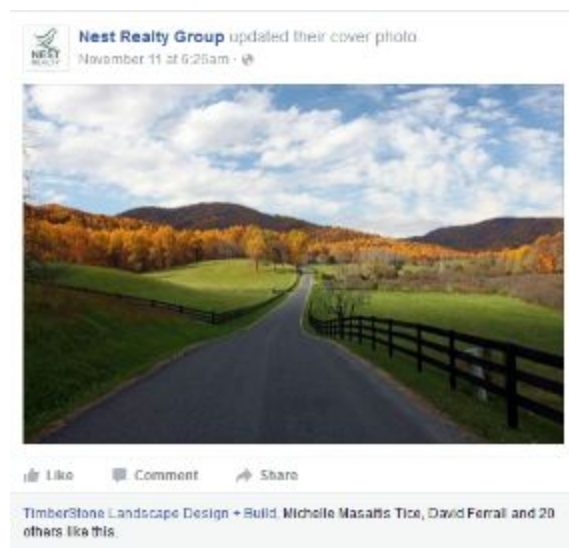 Nest Realty Group updated their cover photo.
NEST
REALTY
November 11 at 6:25am ·
Like Comment Share
TimberStone Landscape Design + Build, Michelle Masaitis Tice, David Ferrall and 20
others like this.